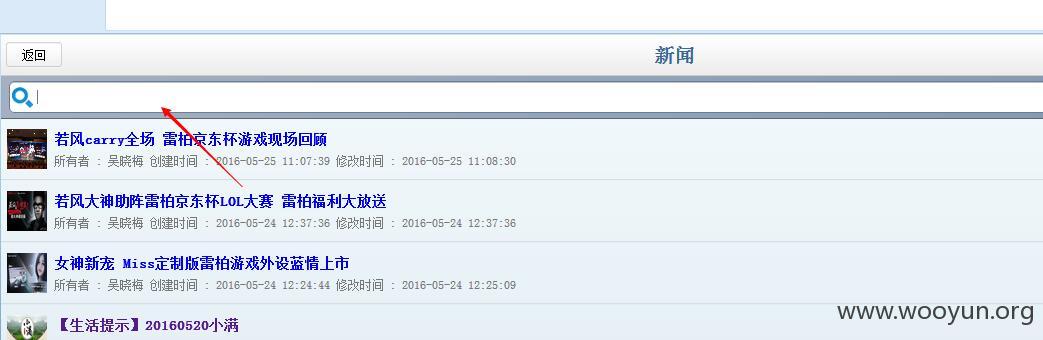 返回
新闻
若风carry全场 雷柏京东杯游戏现场回顾
所有者 : 吴晓梅 创建时间 : 2016-05-25 11:07:39 修改时间 : 2016-05-25 11:08:30
若风大神助阵雷柏京东杯LOL大赛 雷柏福利大放送
所有者 : 吴晓梅 创建时间 : 2016-05-24 12:37:36 修改时间 : 2016-05-24 12:37:36
女神新宠 Miss定制版雷柏游戏外设蓝情上市
所有者 : 吴晓梅 创建时间 : 2016-05-24 12:24:44 修改时间 : 2016-05-24 12:25:09
【生活提示】20160520小满
www.wooyun.org